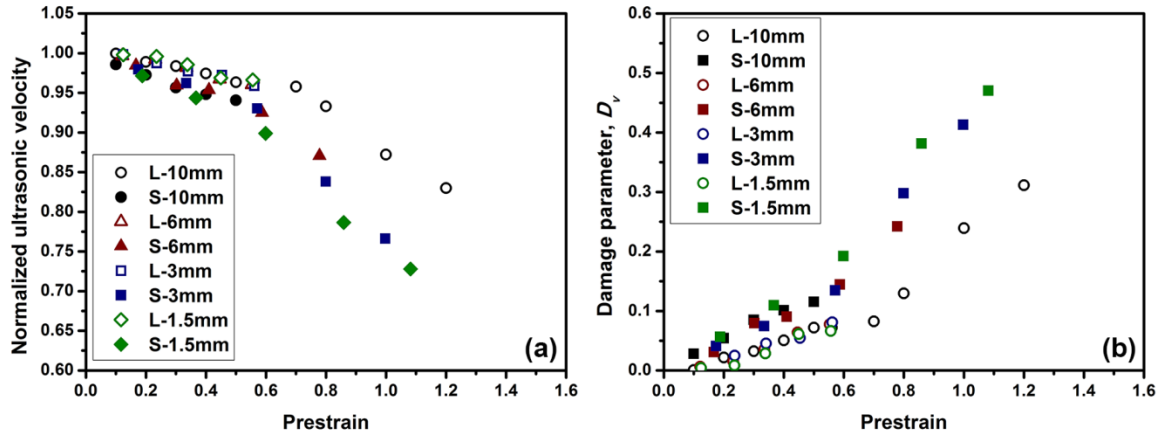 1.05
1.00
0.95
0.90
0.85
0.80
0.75
0.70
0.65
0.60
Normalized ultrasonic velocity
L-10mm
S-10mm
L-6mm
S-6mm
L-3mm
S-3mm
L-1.5mm
S-1.5mm
(a)
0.0 0.2 0.4 0.6 0.8 1.0 1.2 1.4 1.6
Prestrain
0.6
0.5
0.4
0.3
0.2
0.1
0.0
Damage parameter, Dv
L-10mm
S-10mm
L-6mm
S-6mm
L-3mm
S-3mm
L-1.5mm
S-1.5mm
(b)
0.0 0.2 0.4 0.6 0.8 1.0 1.2 1.4 1.6
Prestrain